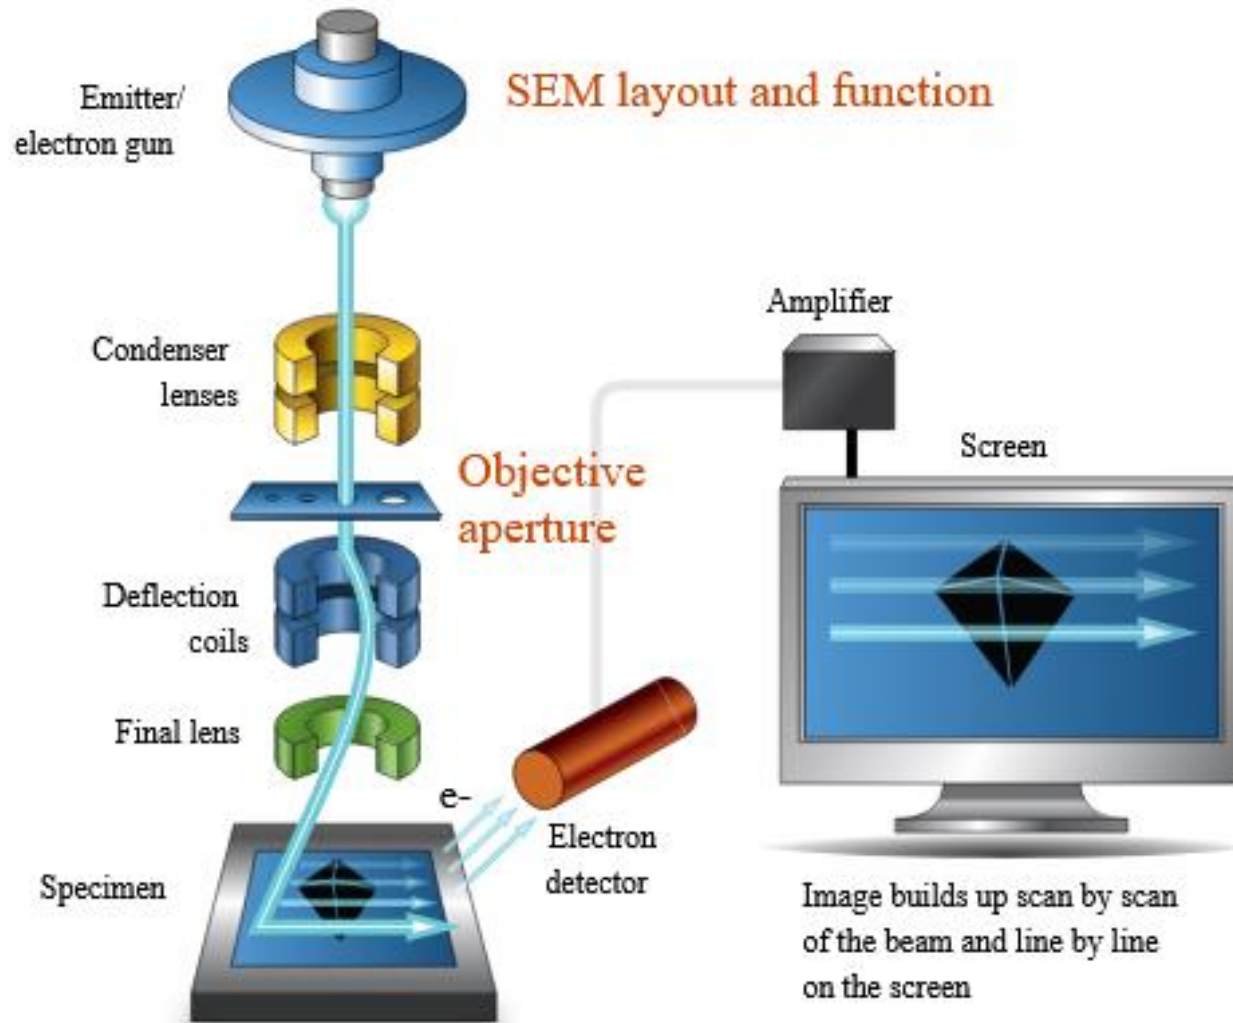 SEM layout and function
Emitter/
electron gun
Condenser
lenses
Objective
aperture
Deflection
coils
Final lens
e-
Electron
detector
Specimen
Amplifier
Screen
Image builds up scan by scan
of the beam and line by line
on the screen